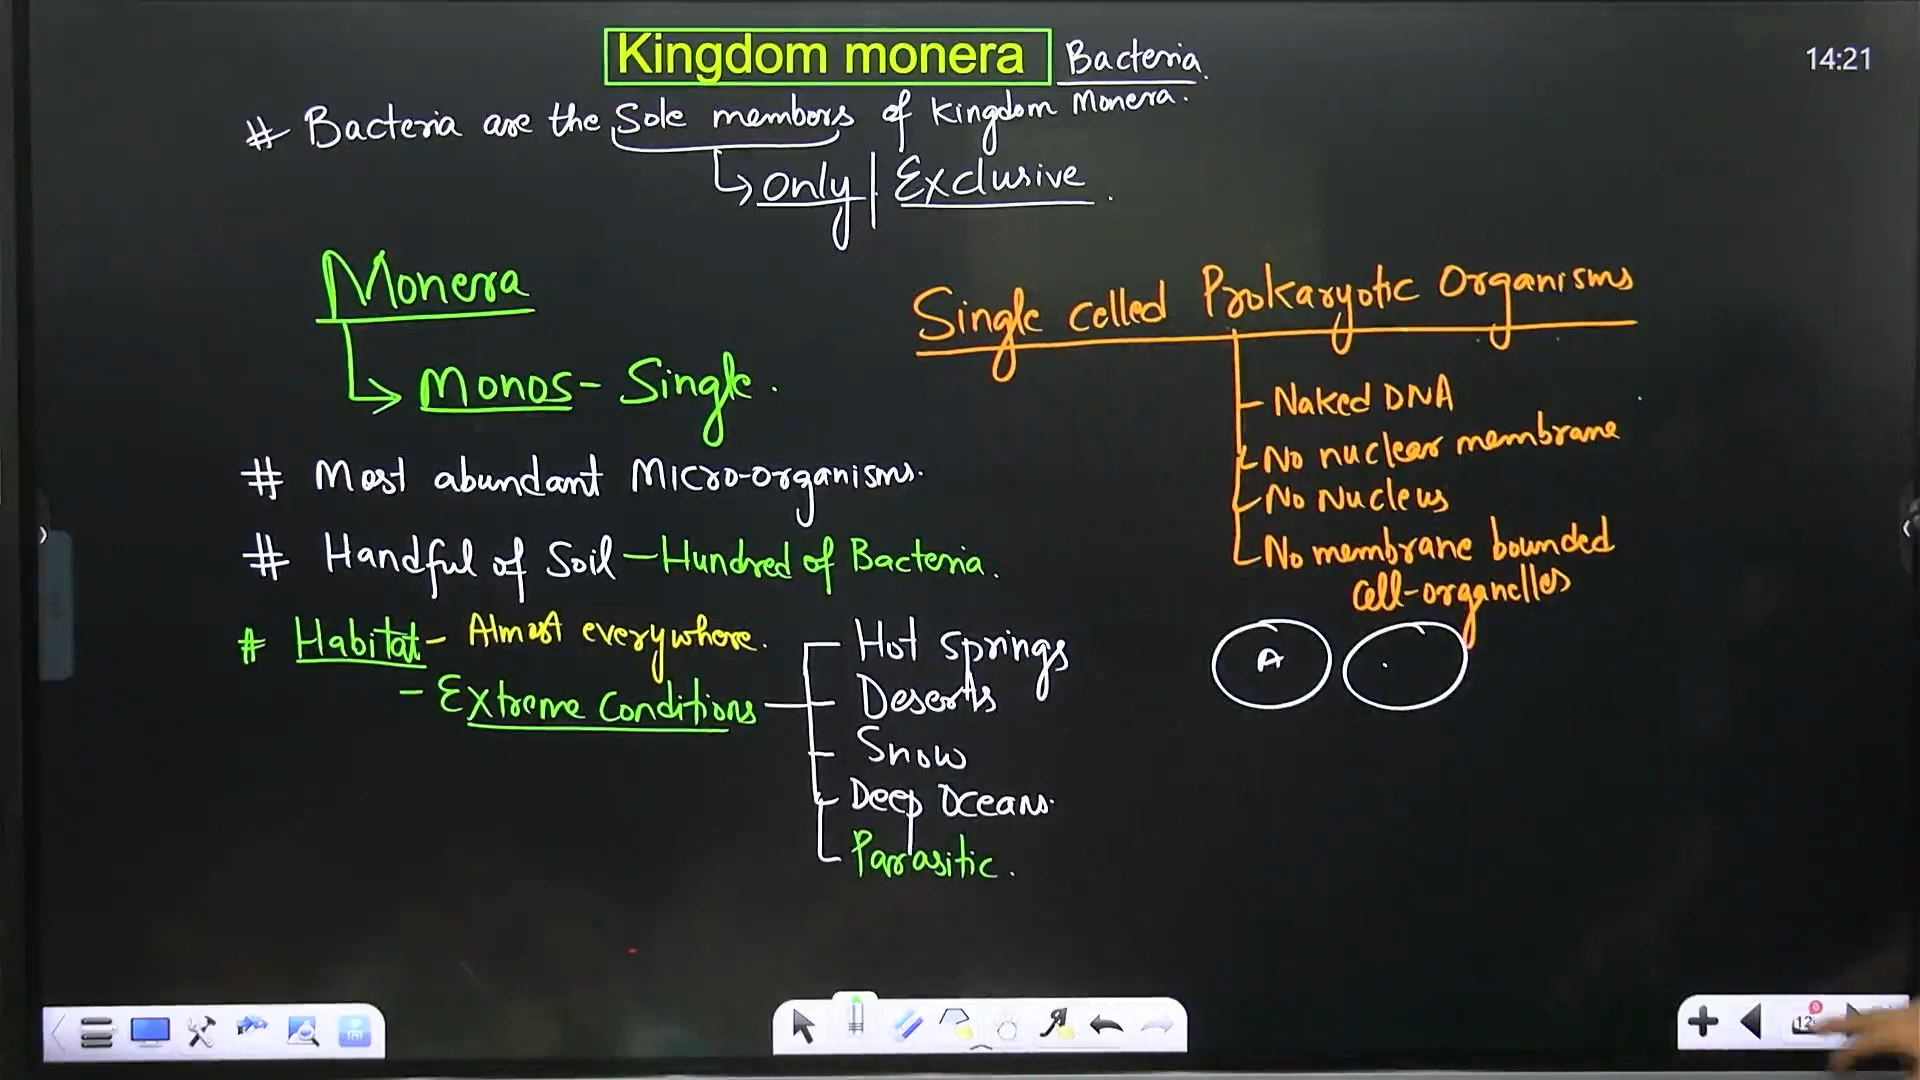 Kingdom monera Bacteria.
14:21
# Bacteria are the Sole members of Kingdom Monera.
↳ only | Exclusive.
Monera
↳ Monos - Single.
# Most abundant Micro-organisms.
# Handful of Soil - Hundred of Bacteria.
# Habitat - Almost everywhere.
- Extreme Conditions
Hot springs
Deserts
Snow
Deep Oceans.
Parasitic.
Single celled Prokaryotic Organisms
Naked DNA
No nuclear membrane
No Nucleus
No membrane bounded
cell-organelles
A